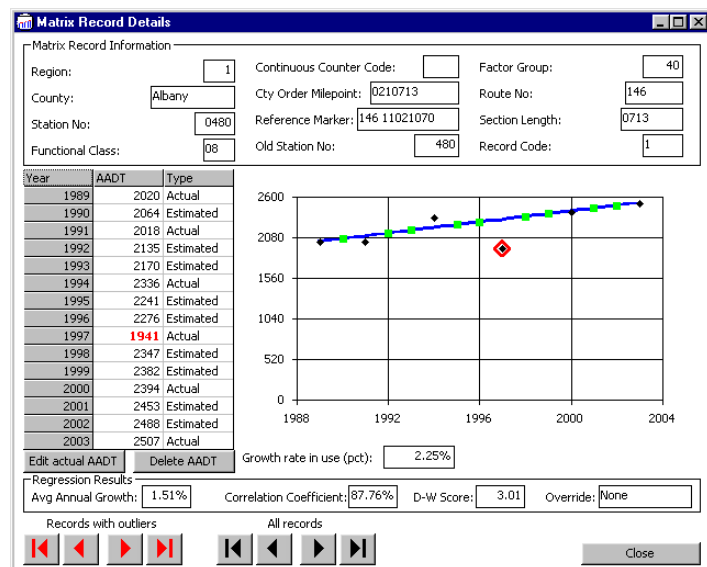 Matrix Record Details
Matrix Record Information
Region: 1 Continuous Counter Code: Factor Group: 40
County: Albany Cty Order Milepoint: 0210713 Route No: 146
Station No: 0480 Reference Marker: 146 11021070 Section Length: 0713
Functional Class: 08 Old Station No: 480 Record Code: 1
Year AADT Type
1989 2020 Actual
1990 2064 Estimated
1991 2018 Actual
1992 2135 Estimated
1993 2170 Estimated
1994 2336 Actual
1995 2241 Estimated
1996 2276 Estimated
1997 1941 Actual
1998 2347 Estimated
1999 2382 Estimated
2000 2394 Actual
2001 2453 Estimated
2002 2488 Estimated
2003 2507 Actual
2600
2080
1560
1040
520
0
1988 1992 1996 2000 2004
Edit actual AADT Delete AADT Growth rate in use (pct): 2.25%
Regression Results
Avg Annual Growth: 1.51% Correlation Coefficient: 87.76% D-W Score: 3.01 Override: None
Records with outliers All records
Close